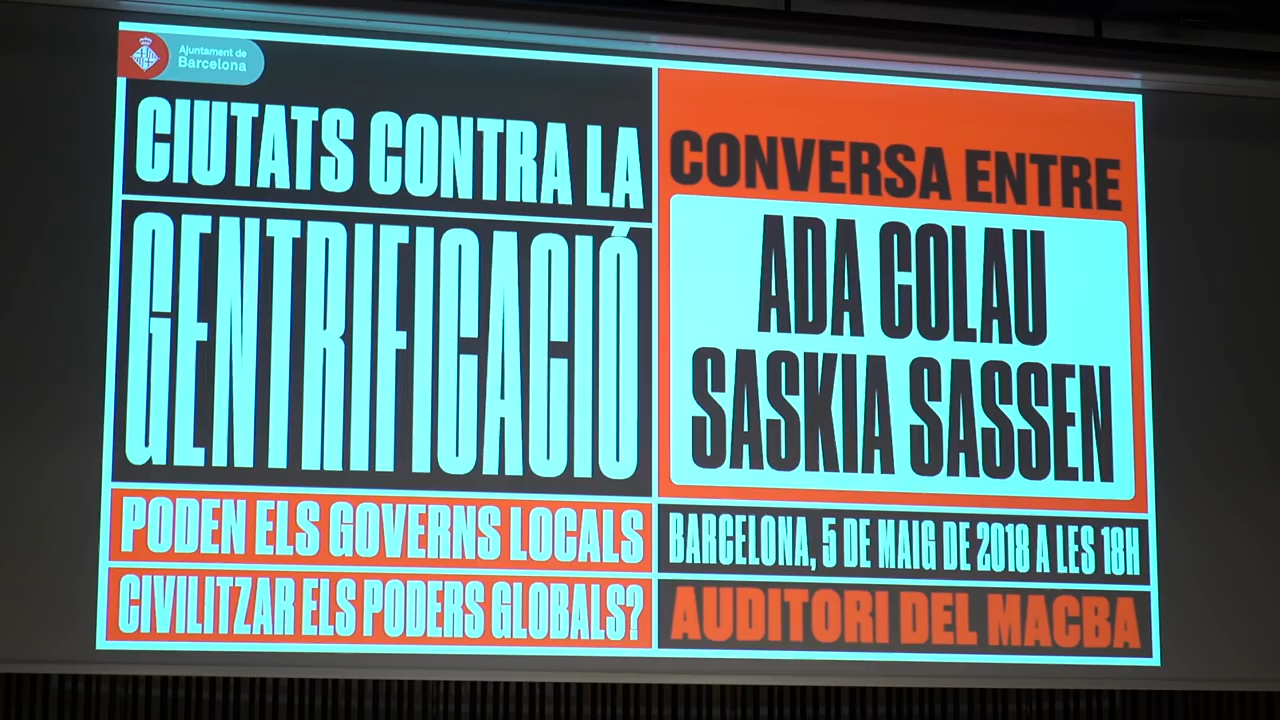 Ajuntament de
Barcelona
CIUTATS CONTRA LA
GENTRIFICACIÓ
PODEN ELS GOVERNS LOCALS
CIVILITZAR ELS PODERS GLOBALS?
CONVERSA ENTRE
ADA COLAU
SASKIA SASSEN
BARCELONA, 5 DE MAIG DE 2018 A LES 18H
AUDITORI DEL MACBA